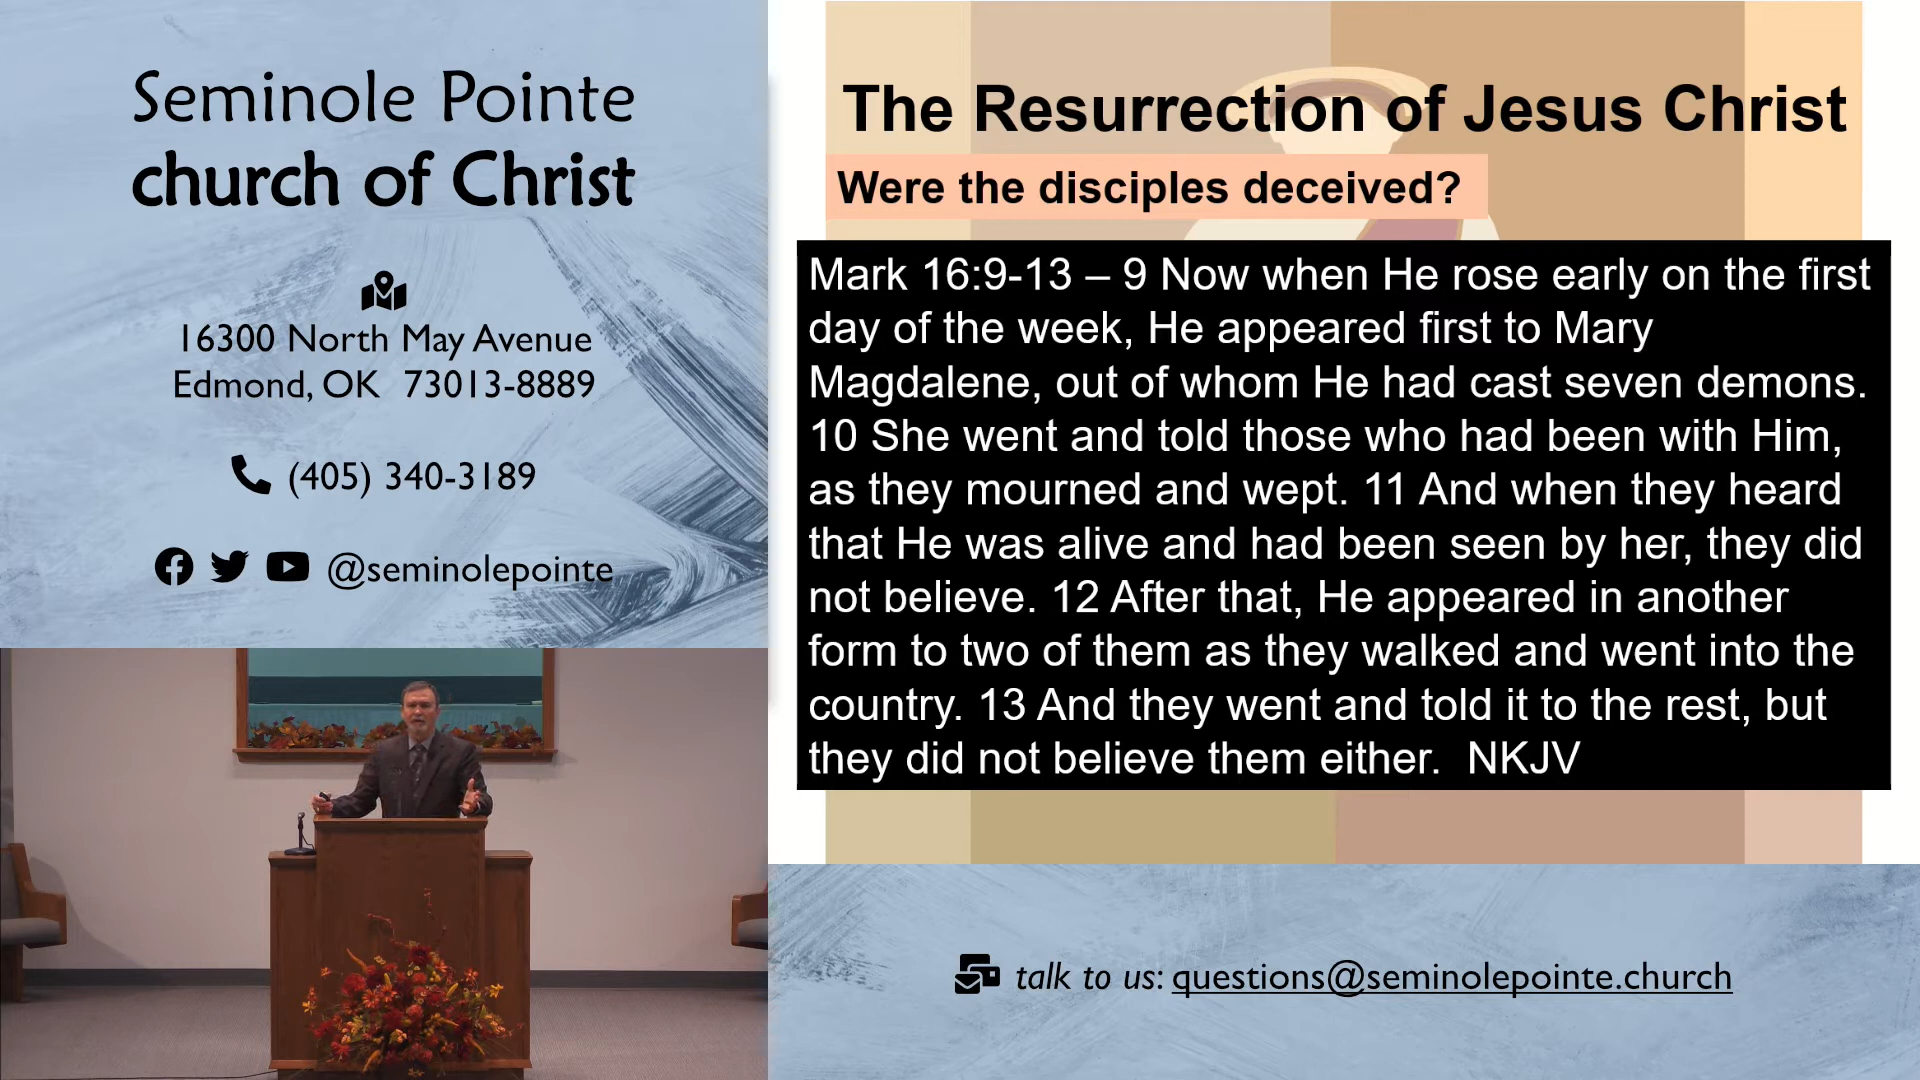 Seminole Pointe
church of Christ
16300 North May Avenue
Edmond, OK  73013-8889
(405) 340-3189
@seminolepointe
The Resurrection of Jesus Christ
Were the disciples deceived?
Mark 16:9-13 – 9 Now when He rose early on the first
day of the week, He appeared first to Mary
Magdalene, out of whom He had cast seven demons.
10 She went and told those who had been with Him,
as they mourned and wept. 11 And when they heard
that He was alive and had been seen by her, they did
not believe. 12 After that, He appeared in another
form to two of them as they walked and went into the
country. 13 And they went and told it to the rest, but
they did not believe them either.  NKJV
talk to us: questions@seminolepointe.church